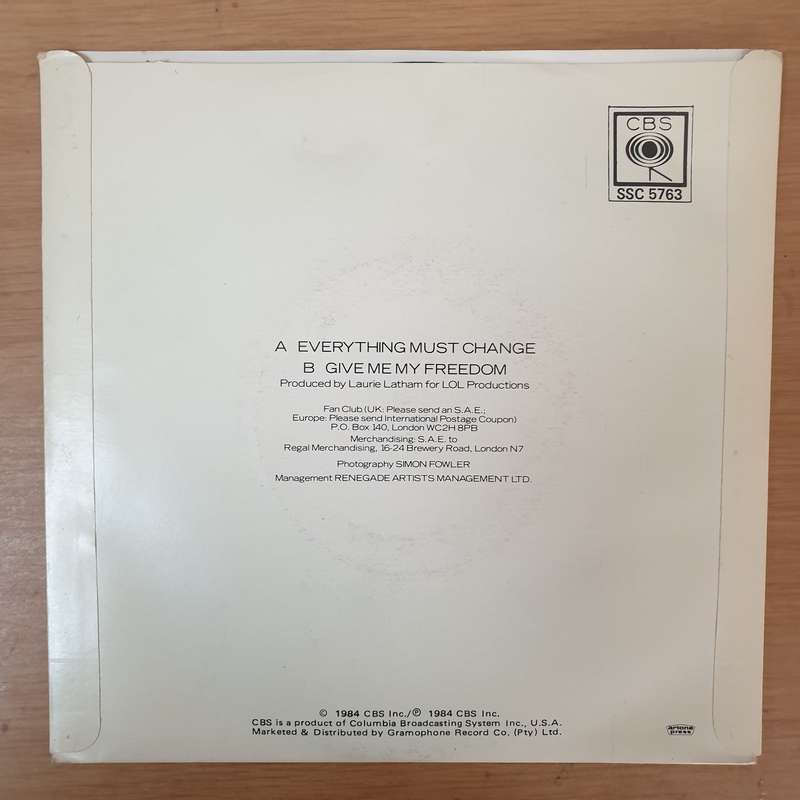 CBS
SSC 5763
A EVERYTHING MUST CHANGE
B GIVE ME MY FREEDOM
Produced by Laurie Latham for LOL Productions
Fan Club (UK: Please send an S.A.E.;
Europe: Please send International Postage Coupon)
P.O. Box 140, London WC2H 8PB
Merchandising: S.A.E. to
Regal Merchandising, 16-24 Brewery Road, London N7
Photography SIMON FOWLER
Management RENEGADE ARTISTS MANAGEMENT LTD.
© 1984 CBS Inc./℗ 1984 CBS Inc.
CBS is a product of Columbia Broadcasting System Inc., U.S.A.
Marketed & Distributed by Gramophone Record Co. (Pty) Ltd.
artone
press